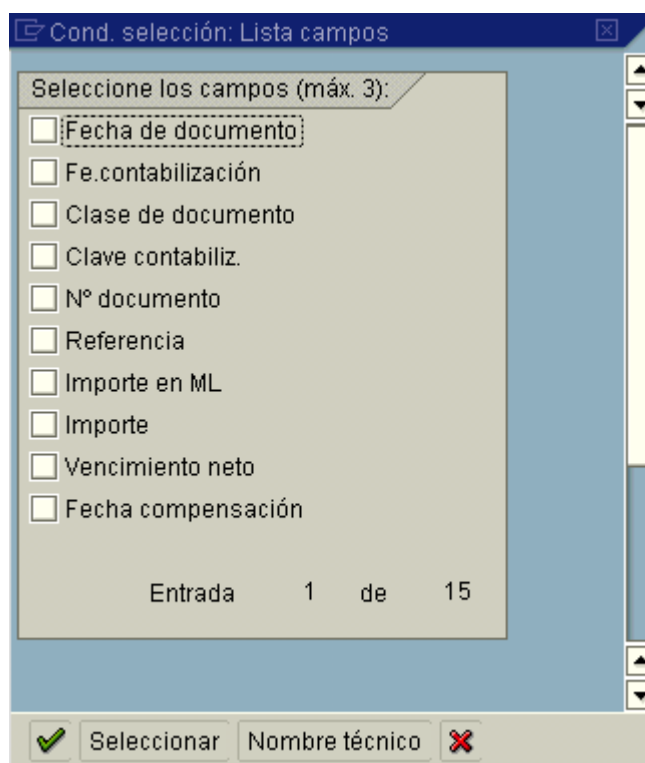 Cond. selección: Lista campos
Seleccione los campos (máx. 3):
Fecha de documento
Fe.contabilización
Clase de documento
Clave contabiliz.
Nº documento
Referencia
Importe en ML
Importe
Vencimiento neto
Fecha compensación
Entrada 1 de 15
Seleccionar Nombre técnico